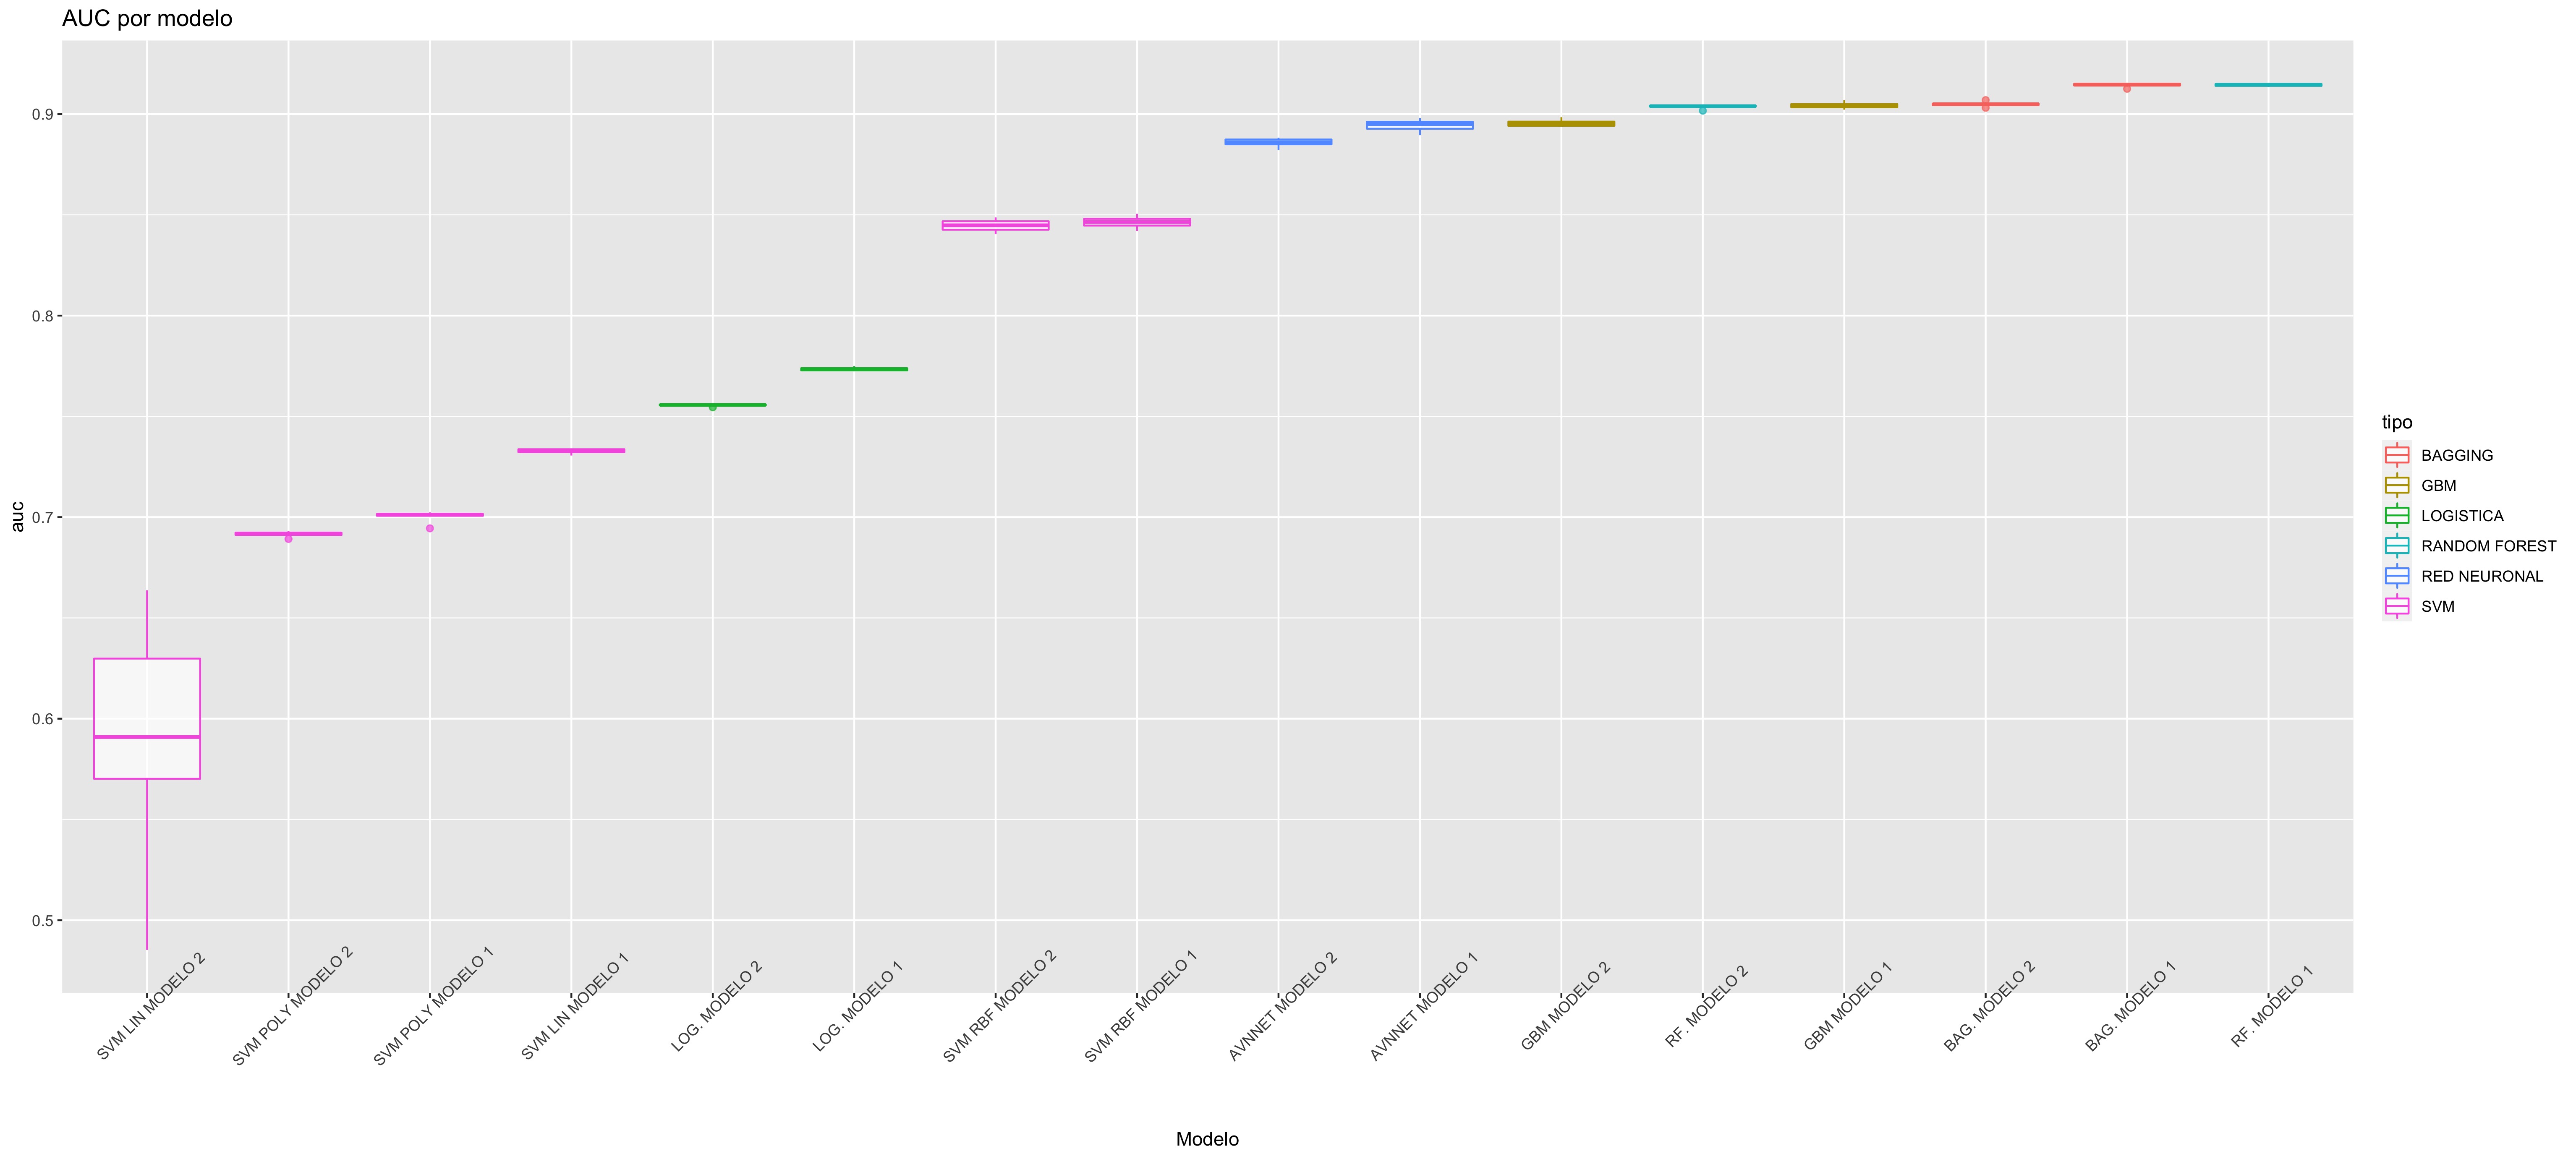 AUC por modelo
auc
0.9
0.8
0.7
0.6
0.5
SVM LIN MODELO 2
SVM POLY MODELO 2
SVM POLY MODELO 1
SVM LIN MODELO 1
LOG. MODELO 2
LOG. MODELO 1
SVM RBF MODELO 2
SVM RBF MODELO 1
AVNNET MODELO 2
AVNNET MODELO 1
GBM MODELO 2
RF. MODELO 2
GBM MODELO 1
BAG. MODELO 2
BAG. MODELO 1
RF. MODELO 1
Modelo
tipo
BAGGING
GBM
LOGISTICA
RANDOM FOREST
RED NEURONAL
SVM